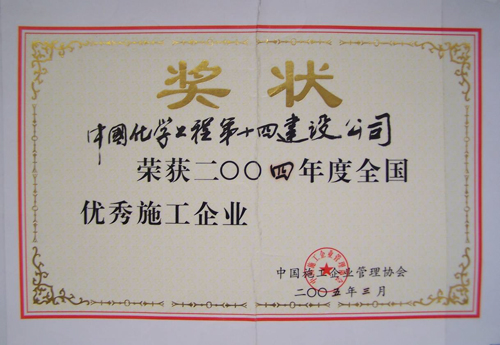 奖状
中國化学工程第十四建设公司
荣获二〇〇四年度全国
优秀施工企业
中国施工企业管理协会
二〇〇五年三月